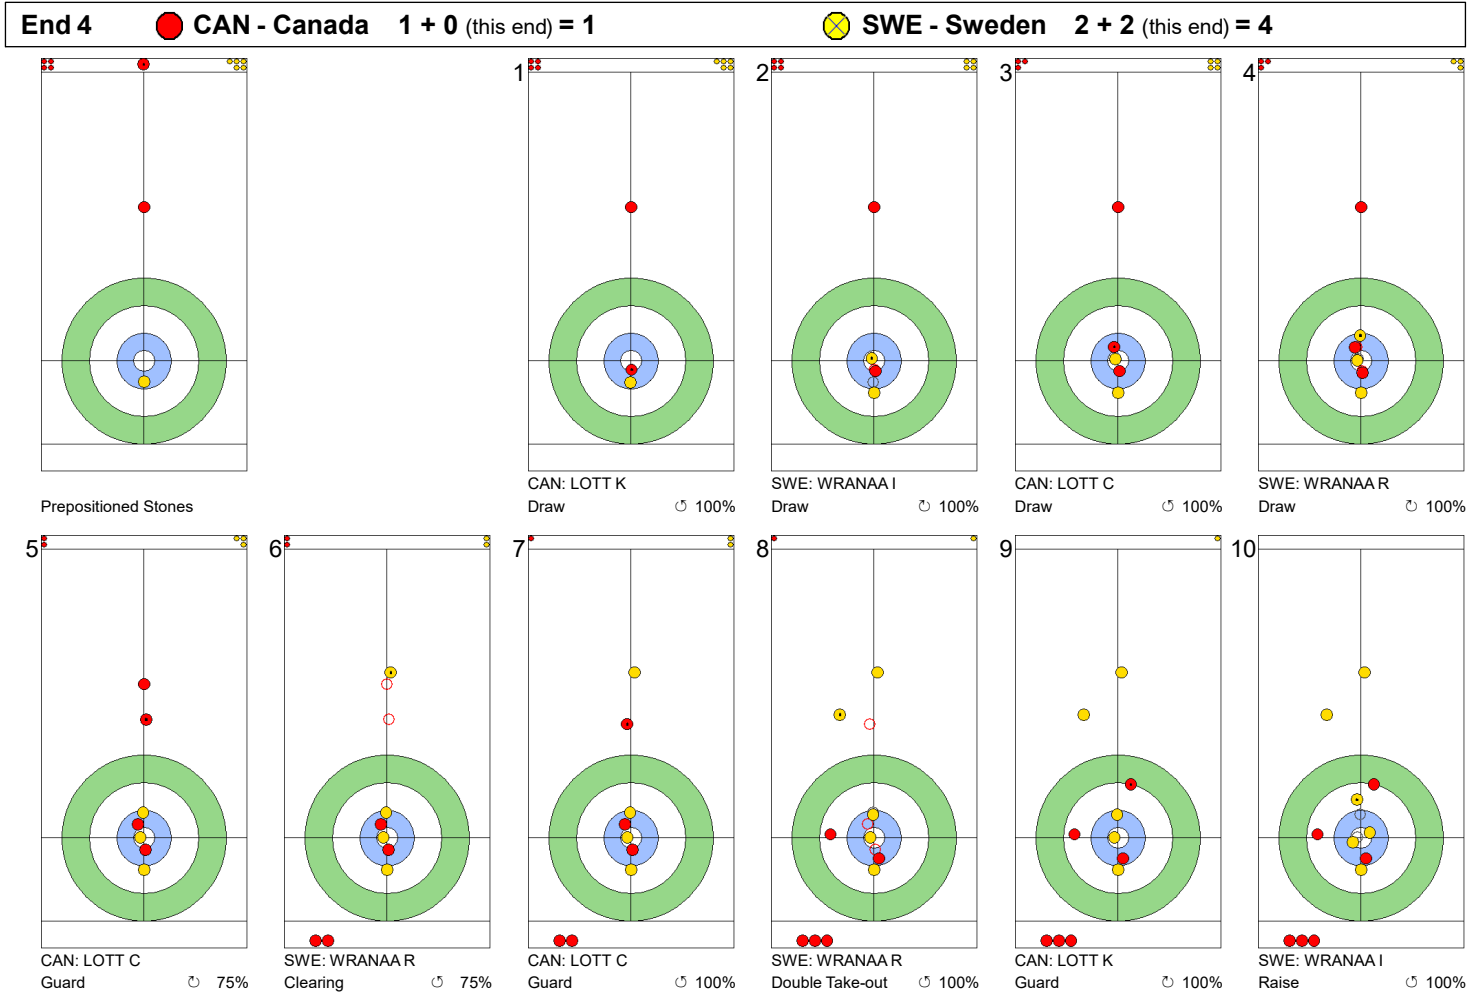 End 4 CAN - Canada 1 + 0 (this end) = 1 SWE - Sweden 2 + 2 (this end) = 4
1 2 3 4
Prepositioned Stones
CAN: LOTT K
Draw ↺ 100%
SWE: WRANAA I
Draw ↻ 100%
CAN: LOTT C
Draw ↺ 100%
SWE: WRANAA R
Draw ↻ 100%
5 6 7 8 9 10
CAN: LOTT C
Guard ↻ 75%
SWE: WRANAA R
Clearing ↻ 75%
CAN: LOTT C
Guard ↻ 100%
SWE: WRANAA R
Double Take-out ↻ 100%
CAN: LOTT K
Guard ↺ 100%
SWE: WRANAA I
Raise ↻ 100%